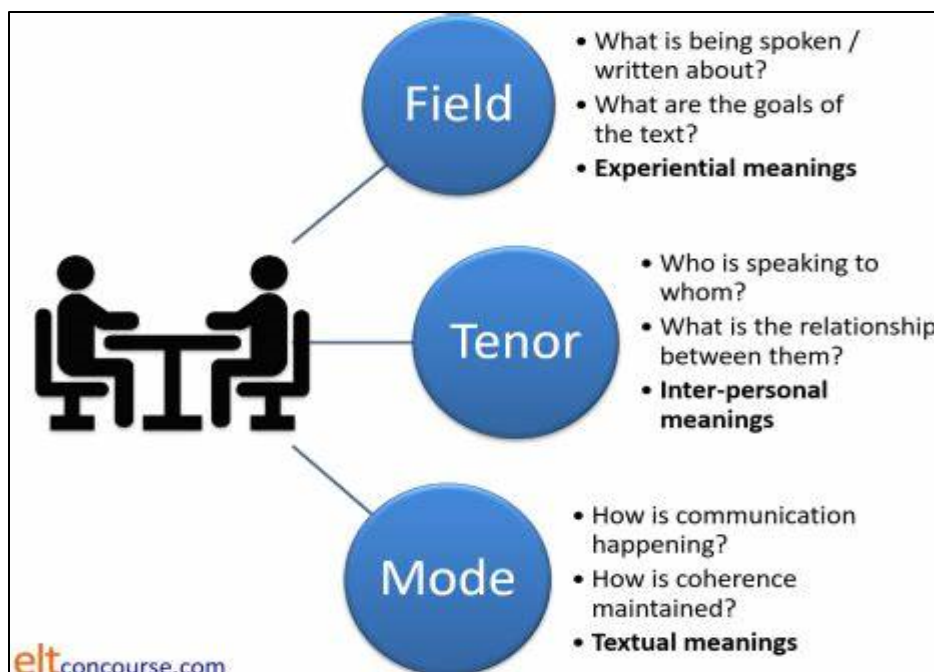 Field
• What is being spoken /
written about?
• What are the goals of
the text?
• Experiential meanings
Tenor
• Who is speaking to
whom?
• What is the relationship
between them?
• Inter-personal
meanings
Mode
• How is communication
happening?
• How is coherence
maintained?
• Textual meanings
eltconcourse.com